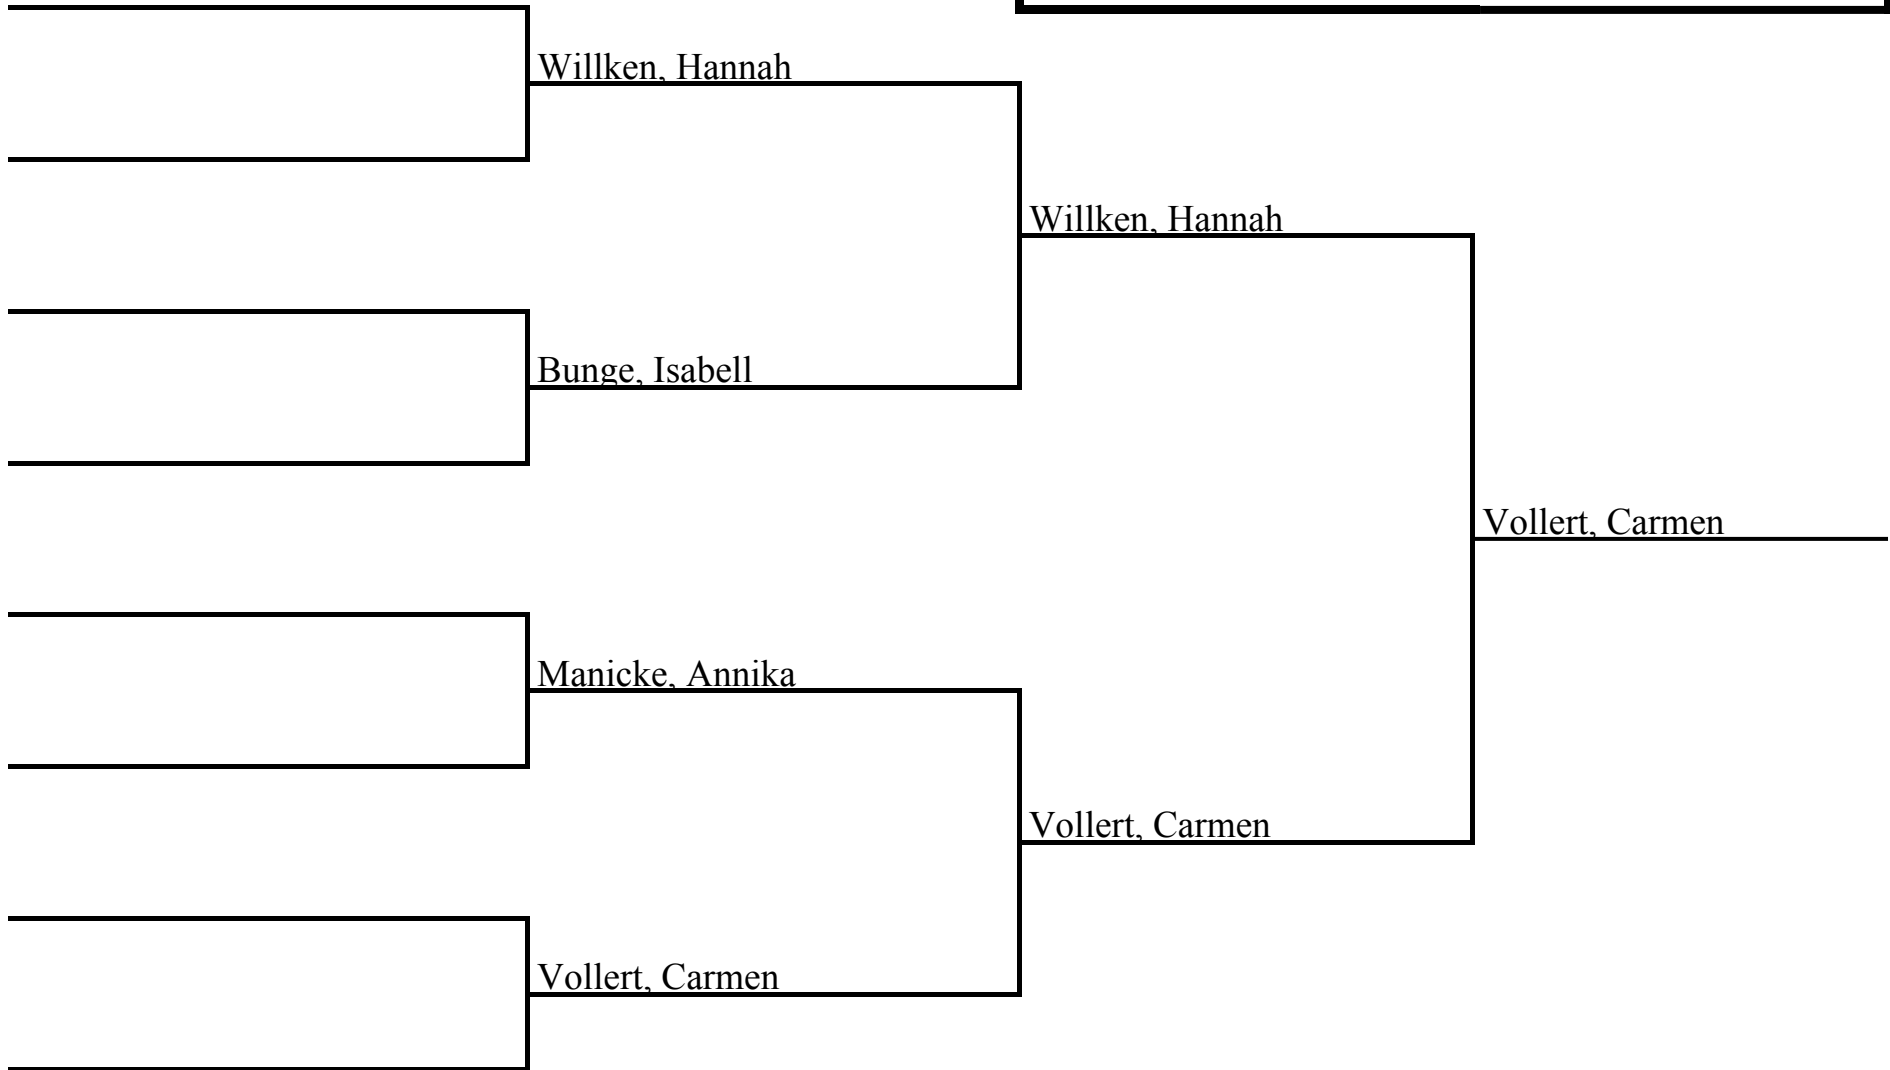 Willken, Hannah
Willken, Hannah
Bunge, Isabell
Vollert, Carmen
Manicke, Annika
Vollert, Carmen
Vollert, Carmen